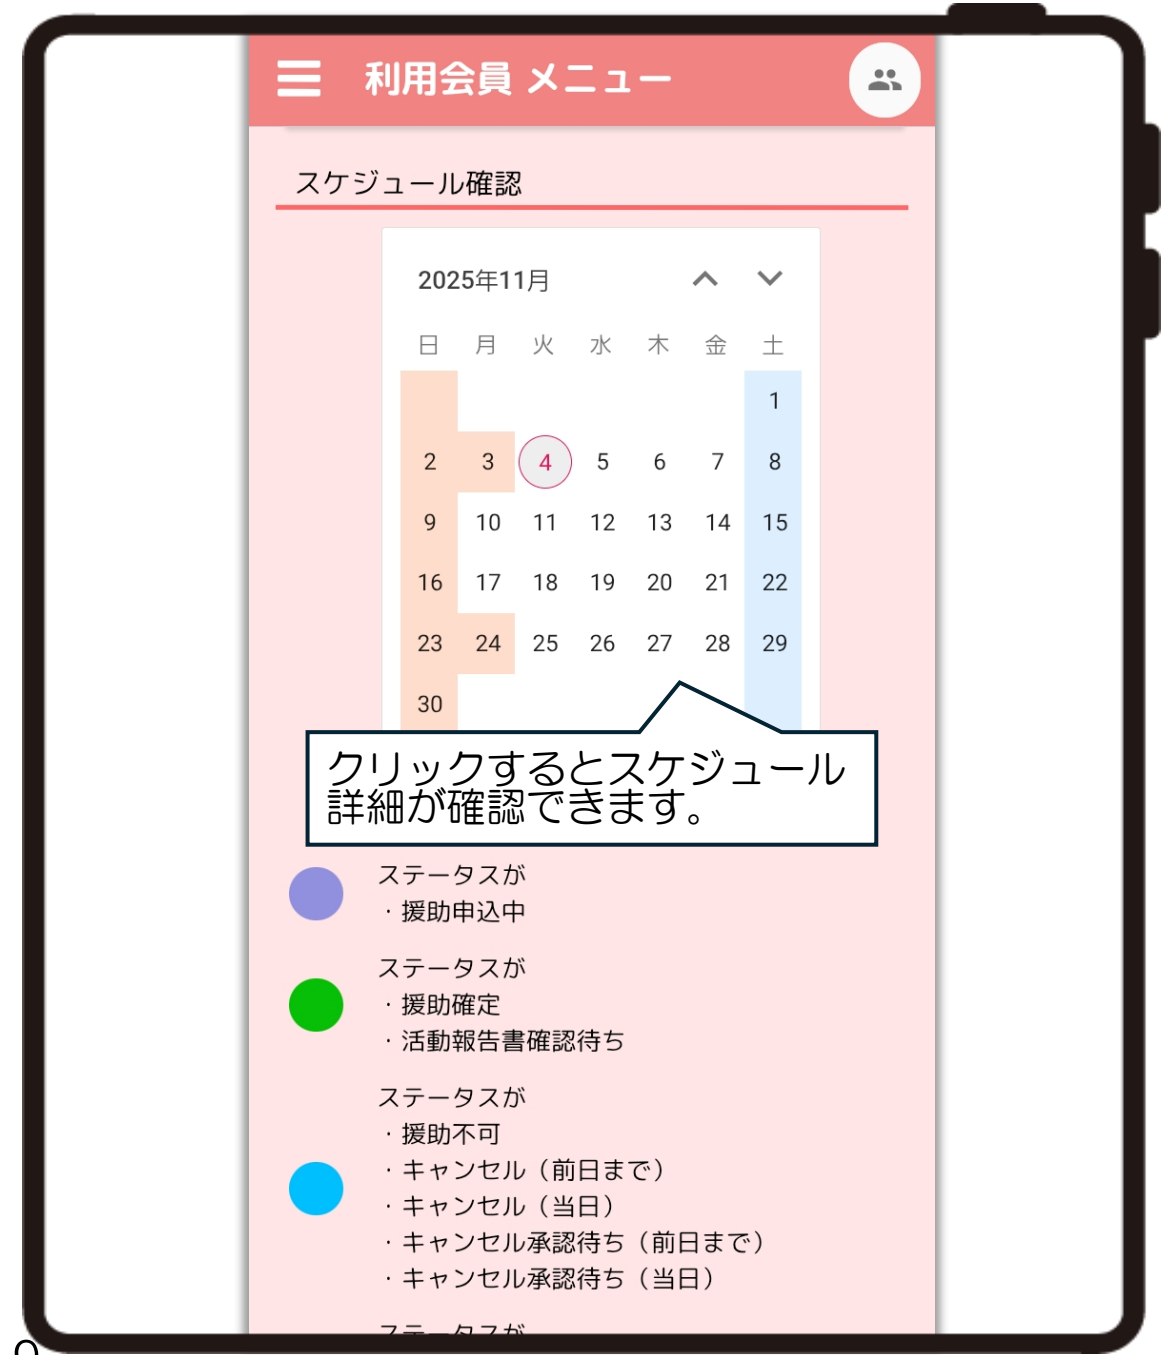 利用会員 メニュー
スケジュール確認
2025年11月
日 月 火 水 木 金 土
1
2 3 4 5 6 7 8
9 10 11 12 13 14 15
16 17 18 19 20 21 22
23 24 25 26 27 28 29
30
クリックするとスケジュール
詳細が確認できます。
ステータスが
・援助申込中
ステータスが
・援助確定
・活動報告書確認待ち
ステータスが
・援助不可
・キャンセル（前日まで）
・キャンセル（当日）
・キャンセル承認待ち（前日まで）
・キャンセル承認待ち（当日）
ステータスが